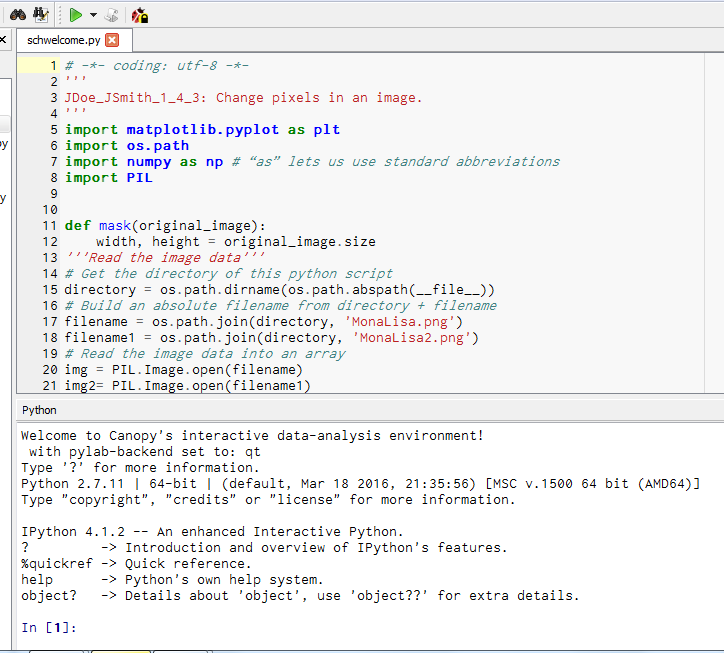 schwelcome.py
1 # -*- coding: utf-8 -*-
2 '''
3 JDoe_JSmith_1_4_3: Change pixels in an image.
4 '''
5 import matplotlib.pyplot as plt
6 import os.path
7 import numpy as np # “as” lets us use standard abbreviations
8 import PIL
9
10
11 def mask(original_image):
12     width, height = original_image.size
13 '''Read the image data'''
14 # Get the directory of this python script
15 directory = os.path.dirname(os.path.abspath(__file__))
16 # Build an absolute filename from directory + filename
17 filename = os.path.join(directory, 'MonaLisa.png')
18 filename1 = os.path.join(directory, 'MonaLisa2.png')
19 # Read the image data into an array
20 img = PIL.Image.open(filename)
21 img2= PIL.Image.open(filename1)
Python
Welcome to Canopy's interactive data-analysis environment!
 with pylab-backend set to: qt
Type '?' for more information.
Python 2.7.11 | 64-bit | (default, Mar 18 2016, 21:35:56) [MSC v.1500 64 bit (AMD64)]
Type "copyright", "credits" or "license" for more information.

IPython 4.1.2 -- An enhanced Interactive Python.
?         -> Introduction and overview of IPython's features.
%quickref -> Quick reference.
help      -> Python's own help system.
object?   -> Details about 'object', use 'object??' for extra details.

In [1]: